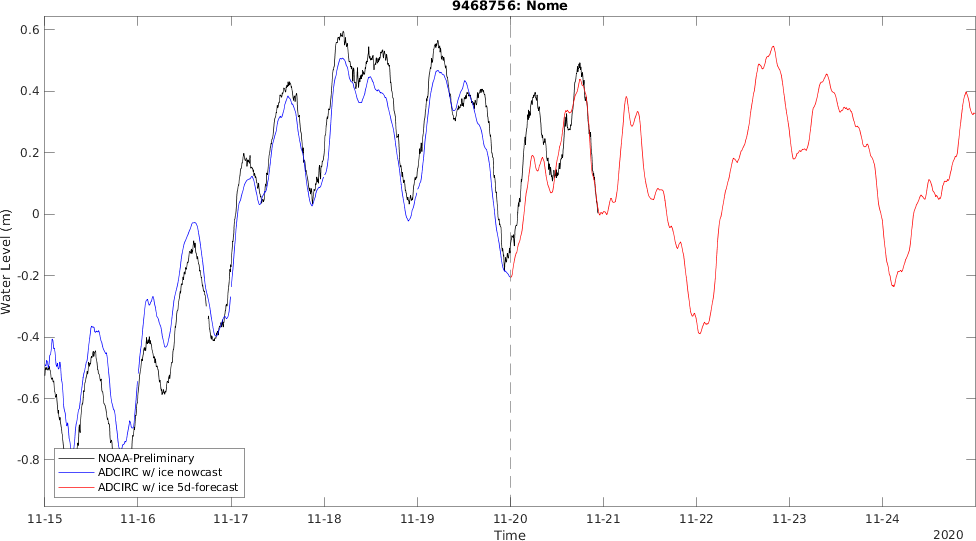 9468756: Nome
0.6
0.4
0.2
0
-0.2
-0.4
-0.6
-0.8
Water Level (m)
NOAA-Preliminary
ADCIRC w/ ice nowcast
ADCIRC w/ ice 5d-forecast
11-15 11-16 11-17 11-18 11-19 11-20 11-21 11-22 11-23 11-24
Time
2020